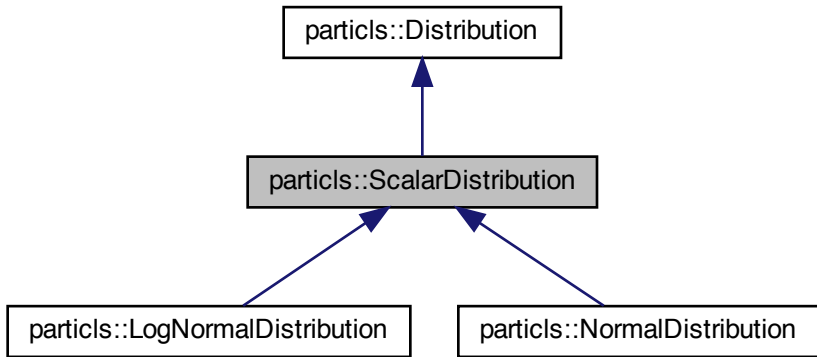 particls::Distribution
particls::ScalarDistribution
particls::LogNormalDistribution
particls::NormalDistribution